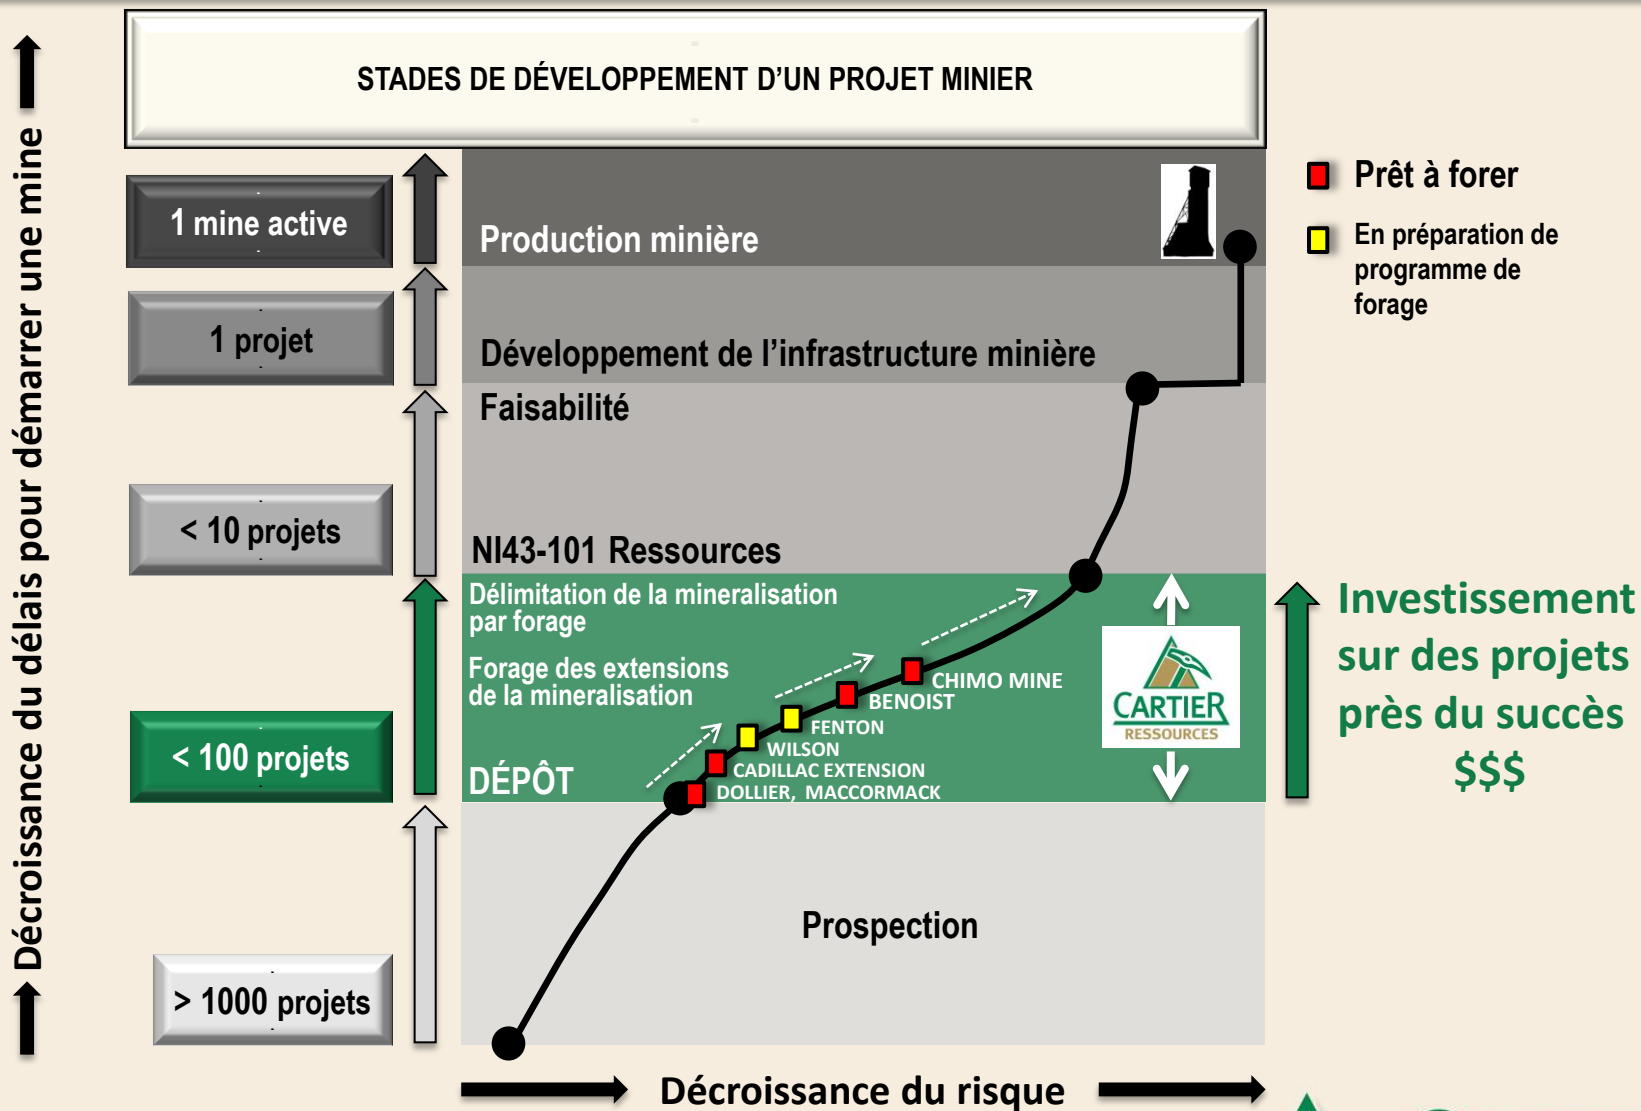 STADES DE DÉVELOPPEMENT D'UN PROJET MINIER
Décroissance du délais pour démarrer une mine
1 mine active
1 projet
< 10 projets
< 100 projets
> 1000 projets
Production minière
Développement de l'infrastructure minière
Faisabilité
NI43-101 Ressources
Délimitation de la mineralisation
par forage
Forage des extensions
de la mineralisation
DÉPÔT
CHIMO MINE
BENOIST
FENTON
WILSON
CADILLAC EXTENSION
DOLLIER, MACCORMACK
CARTIER
RESSOURCES
Prospection
Prêt à forer
En préparation de
programme de
forage
Investissement
sur des projets
près du succès
$$$
Décroissance du risque